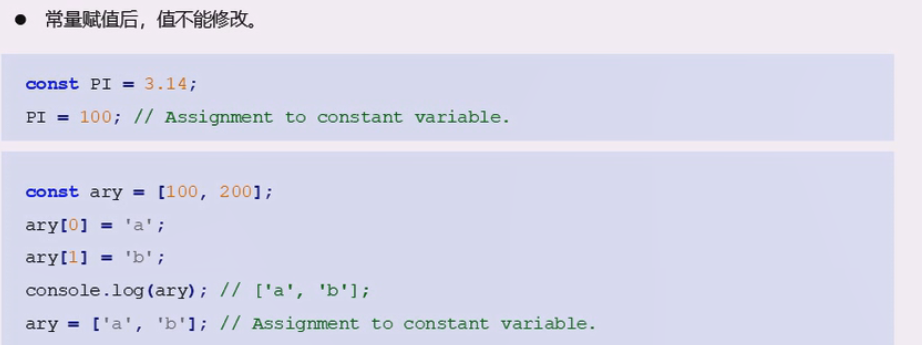 ● 常量赋值后，值不能修改。
const PI = 3.14;
PI = 100; // Assignment to constant variable.
const ary = [100, 200];
ary[0] = 'a';
ary[1] = 'b';
console.log(ary); // ['a', 'b'];
ary = ['a', 'b']; // Assignment to constant variable.